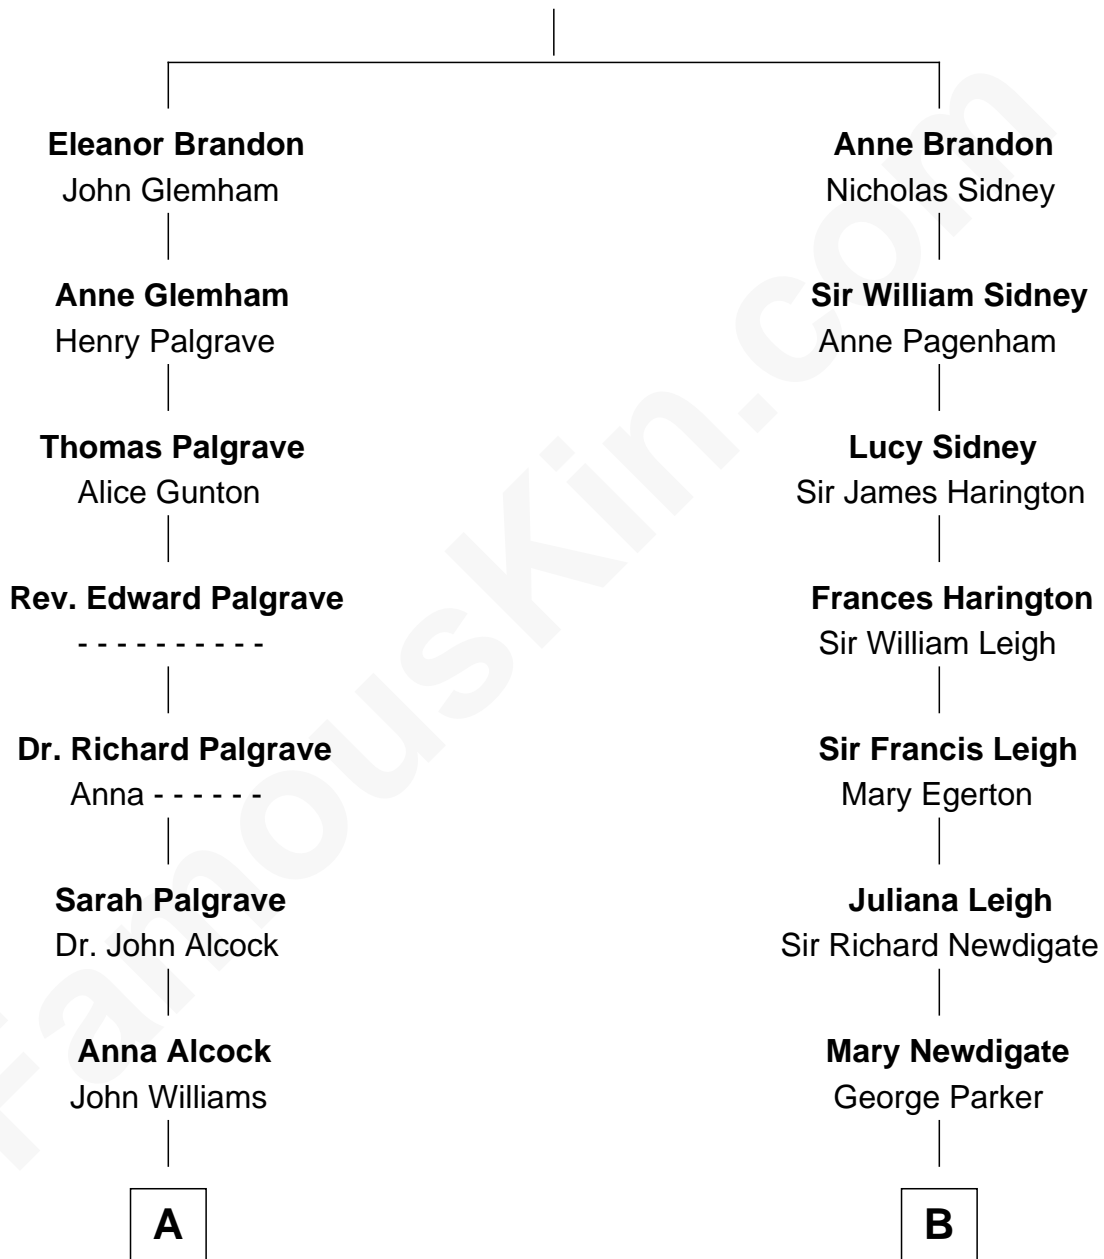 Eleanor Brandon
John Glemham
Anne Glemham
Henry Palgrave
Thomas Palgrave
Alice Gunton
Rev. Edward Palgrave
- - - - - - - - - -
Dr. Richard Palgrave
Anna - - - - - -
Sarah Palgrave
Dr. John Alcock
Anna Alcock
John Williams
A
Anne Brandon
Nicholas Sidney
Sir William Sidney
Anne Pagenham
Lucy Sidney
Sir James Harington
Frances Harington
Sir William Leigh
Sir Francis Leigh
Mary Egerton
Juliana Leigh
Sir Richard Newdigate
Mary Newdigate
George Parker
B
FamousKin.com